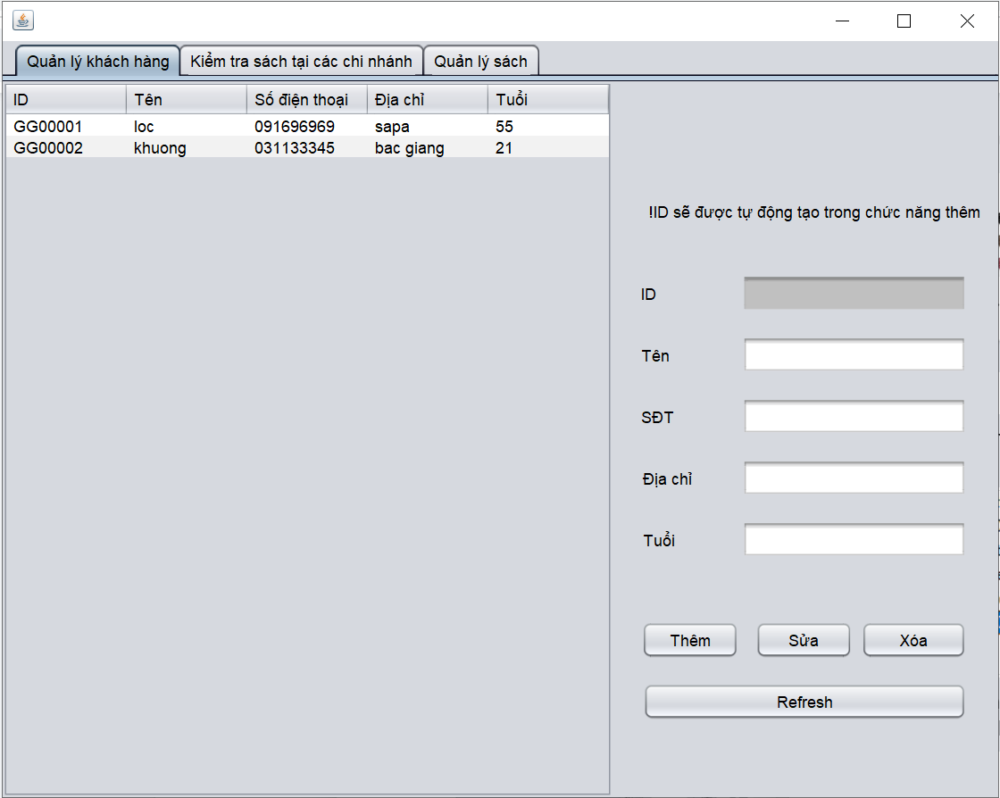 Quản lý khách hàng Kiểm tra sách tại các chi nhánh Quản lý sách
ID Tên Số điện thoại Địa chỉ Tuổi
GG00001 loc 091696969 sapa 55
GG00002 khuong 031133345 bac giang 21
!ID sẽ được tự động tạo trong chức năng thêm
ID
Tên
SĐT
Địa chỉ
Tuổi
Thêm Sửa Xóa
Refresh